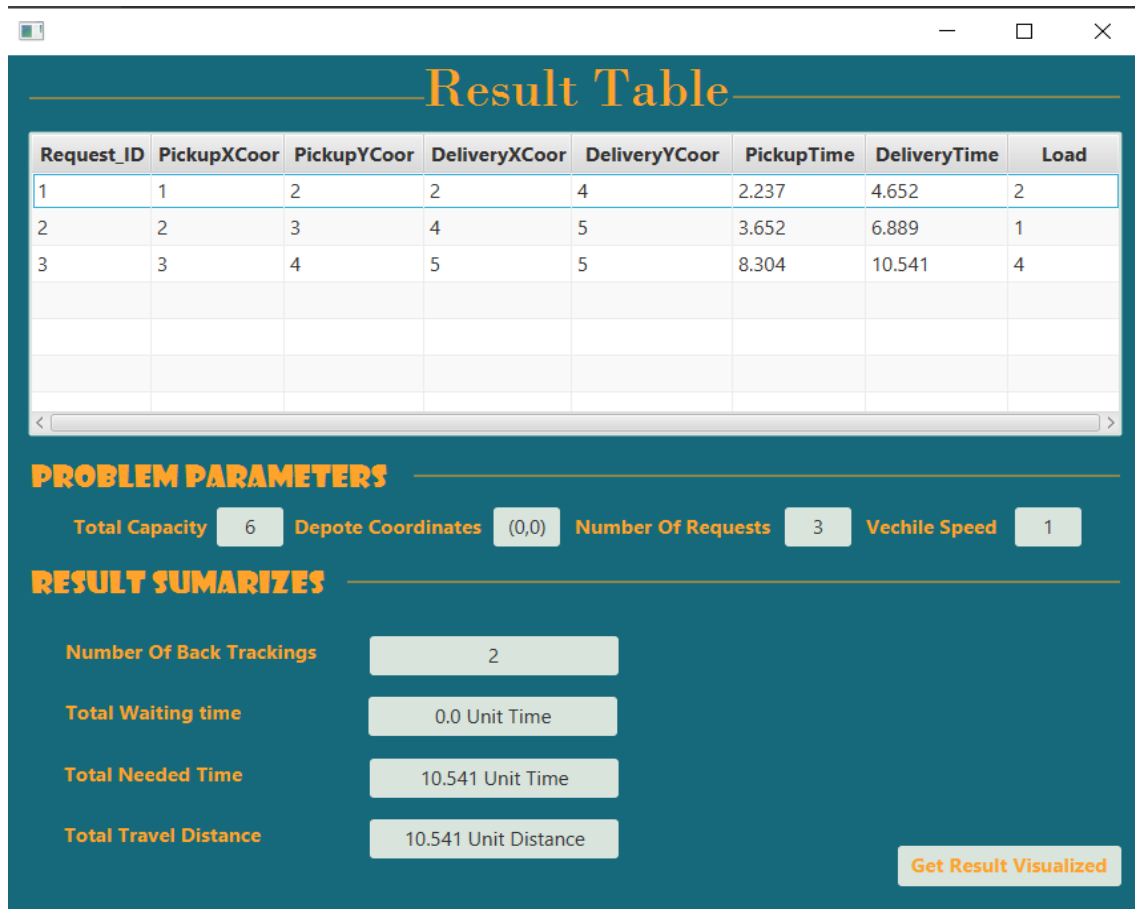 Result Table
Request_ID PickupXCoor PickupYCoor DeliveryXCoor DeliveryYCoor PickupTime DeliveryTime Load
1 1 2 2 4 2.237 4.652 2
2 2 3 4 5 3.652 6.889 1
3 3 4 5 5 8.304 10.541 4
PROBLEM PARAMETERS
Total Capacity 6 Depote Coordinates (0,0) Number Of Requests 3 Vechile Speed 1
RESULT SUMARIZES
Number Of Back Trackings 2
Total Waiting time 0.0 Unit Time
Total Needed Time 10.541 Unit Time
Total Travel Distance 10.541 Unit Distance
Get Result Visualized